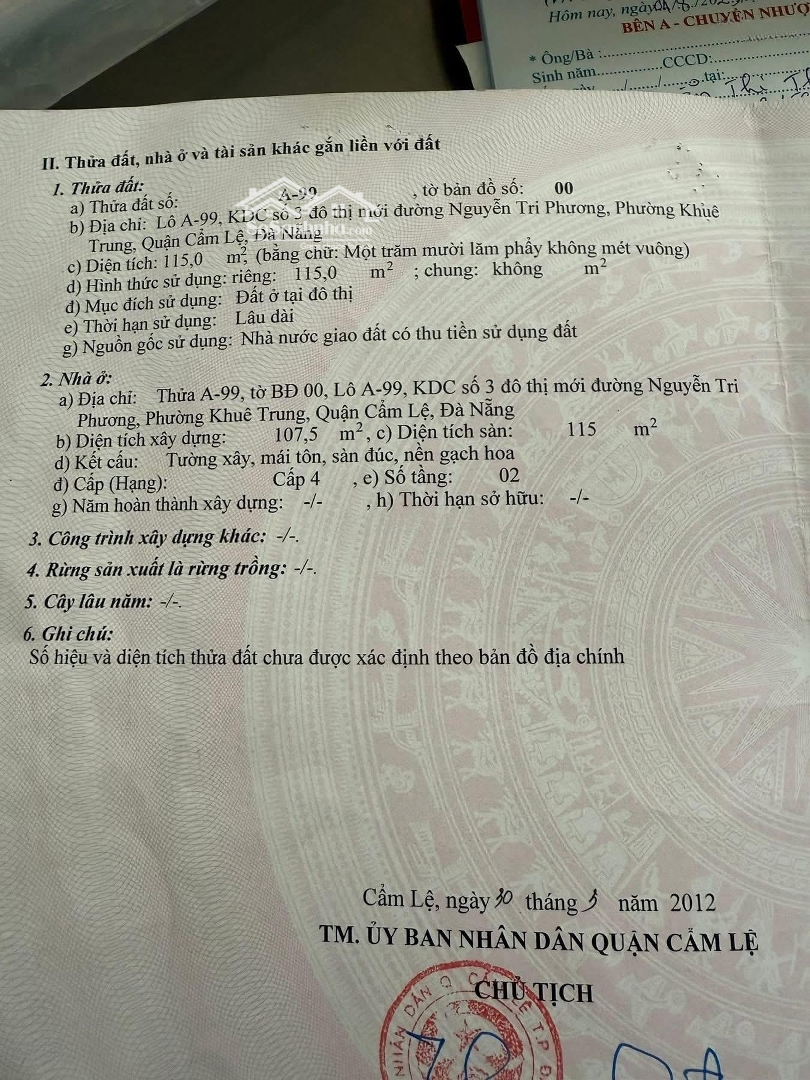 Hôm nay, ngày
BÊN A - CHUYỂN NHƯỢ
* Ông/Bà :
Sinh năm CCCD:
tại:
II. Thửa đất, nhà ở và tài sản khác gắn liền với đất
1. Thửa đất:
a) Thửa đất số: A-99 , tờ bản đồ số: 00
b) Địa chỉ: Lô A-99, KDC số 3 đô thị mới đường Nguyễn Tri Phương, Phường Khuê
Trung, Quận Cẩm Lệ, Đà Nẵng
c) Diện tích: 115,0 m², (bằng chữ: Một trăm mười lăm phẩy không mét vuông)
d) Hình thức sử dụng: riêng: 115,0 m² ; chung: không m²
đ) Mục đích sử dụng: Đất ở tại đô thị
e) Thời hạn sử dụng: Lâu dài
g) Nguồn gốc sử dụng: Nhà nước giao đất có thu tiền sử dụng đất
2. Nhà ở:
a) Địa chỉ: Thửa A-99, tờ BĐ 00, Lô A-99, KDC số 3 đô thị mới đường Nguyễn Tri
Phương, Phường Khuê Trung, Quận Cẩm Lệ, Đà Nẵng
b) Diện tích xây dựng: 107,5 m², c) Diện tích sàn: 115 m²
d) Kết cấu: Tường xây, mái tôn, sàn đúc, nền gạch hoa
đ) Cấp (Hạng): Cấp 4 , e) Số tầng: 02
g) Năm hoàn thành xây dựng: -/- , h) Thời hạn sở hữu: -/-
3. Công trình xây dựng khác: -/-.
4. Rừng sản xuất là rừng trồng: -/-.
5. Cây lâu năm: -/-.
6. Ghi chú:
Số hiệu và diện tích thửa đất chưa được xác định theo bản đồ địa chính
Cẩm Lệ, ngày 30 tháng năm 2012
TM. ỦY BAN NHÂN DÂN QUẬN CẨM LỆ
CHỦ TỊCH
NHÂN DÂN Q. CẨM LỆ T.P